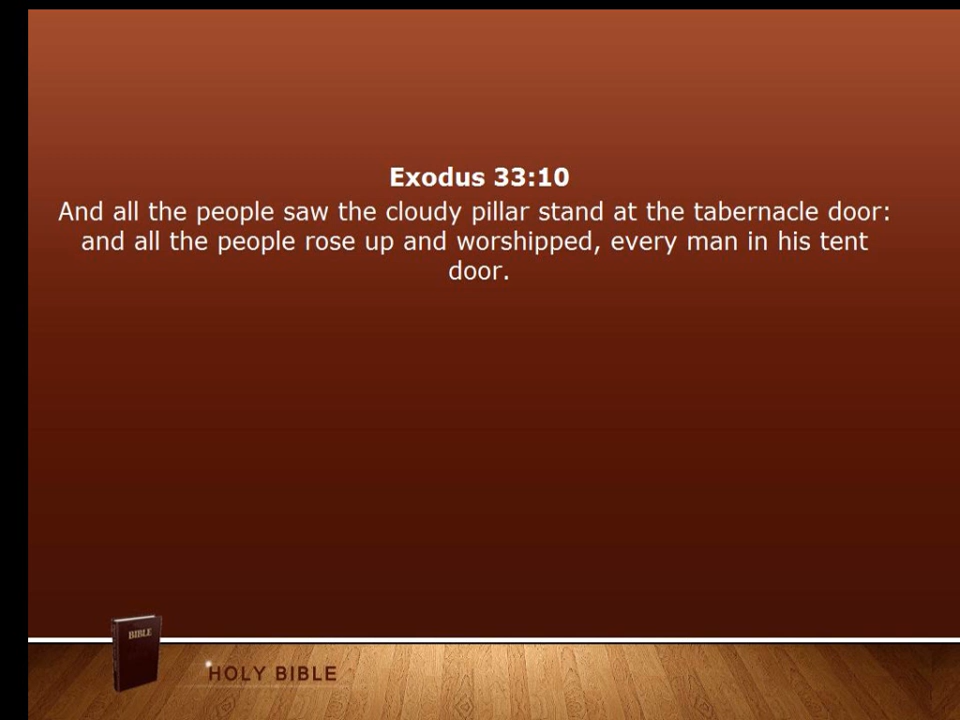 Exodus 33:10
And all the people saw the cloudy pillar stand at the tabernacle door:
and all the people rose up and worshipped, every man in his tent
door.
BIBLE
HOLY BIBLE